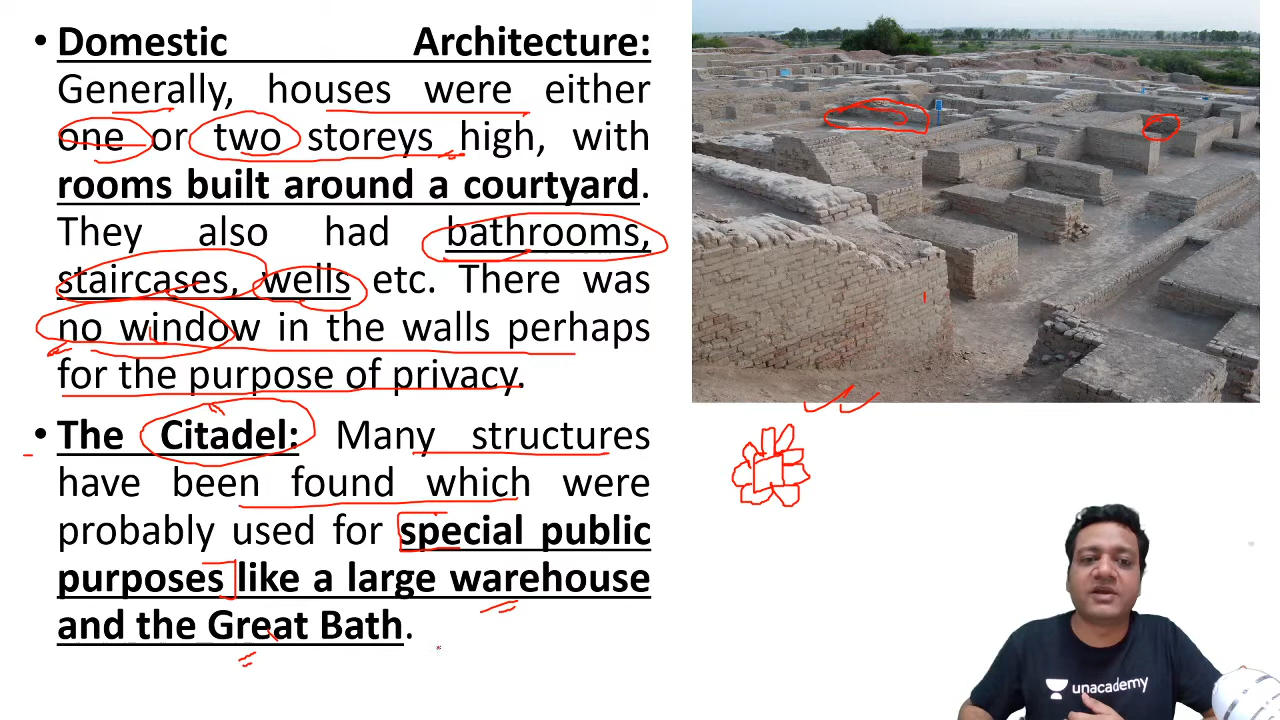 • Domestic Architecture:
Generally, houses were either
one or two storeys high, with
rooms built around a courtyard.
They also had bathrooms,
staircases, wells etc. There was
no window in the walls perhaps
for the purpose of privacy.
• The Citadel: Many structures
have been found which were
probably used for special public
purposes like a large warehouse
and the Great Bath.
unacademy